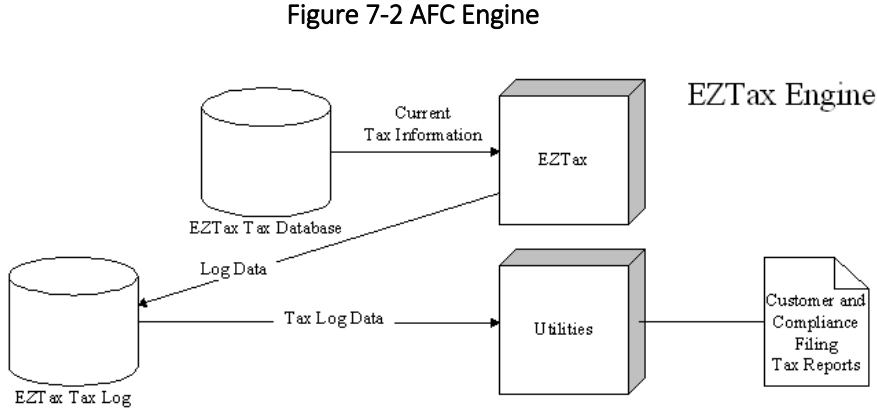 Figure 7-2 AFC Engine
EZTax Engine
Current
Tax Information
EZTax
EZTax Tax Database
Log Data
Tax Log Data
Utilities
Customer and
Compliance
Filing
Tax Reports
EZTax Tax Log